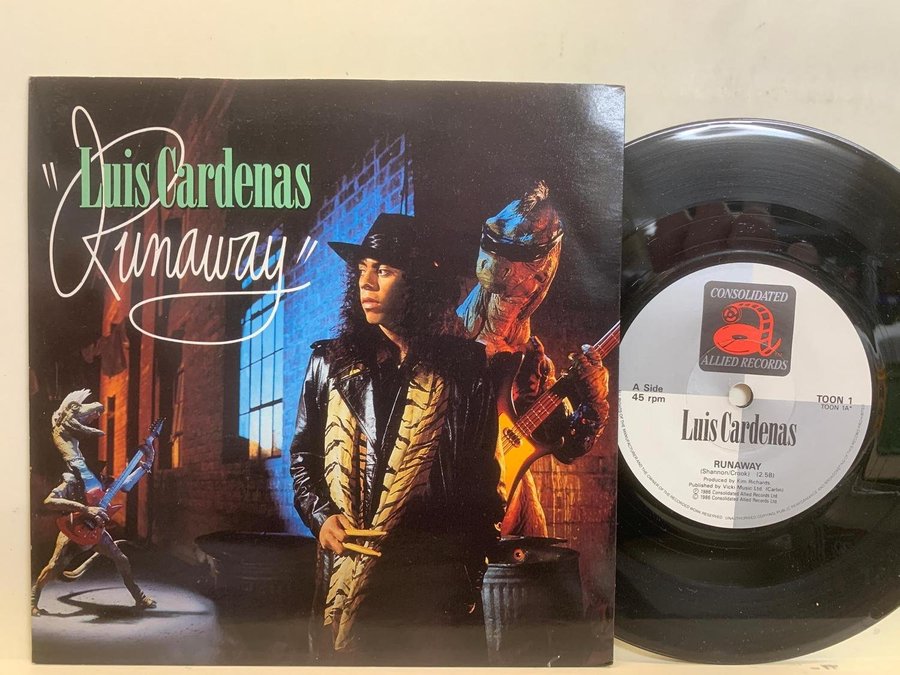 "Luis Cardenas
Runaway"
CONSOLIDATED
TM
ALLIED RECORDS
A Side
45 rpm
TOON 1
TOON 1A*
Luis Cardenas
RUNAWAY
(Shannon/Crook) (2.58)
Produced by Kim Richards
Published by Vicki Music Ltd. (Carlin)
℗ 1986 Consolidated Allied Records Ltd
© 1986 Consolidated Allied Records Ltd.